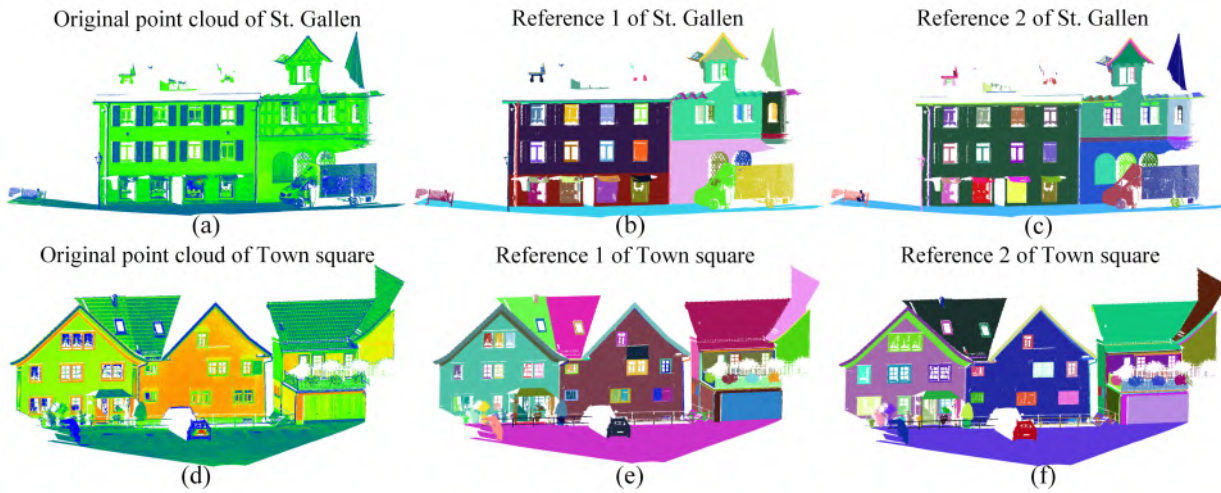 Original point cloud of St. Gallen
Reference 1 of St. Gallen
Reference 2 of St. Gallen
(a)
(b)
(c)
Original point cloud of Town square
Reference 1 of Town square
Reference 2 of Town square
(d)
(e)
(f)